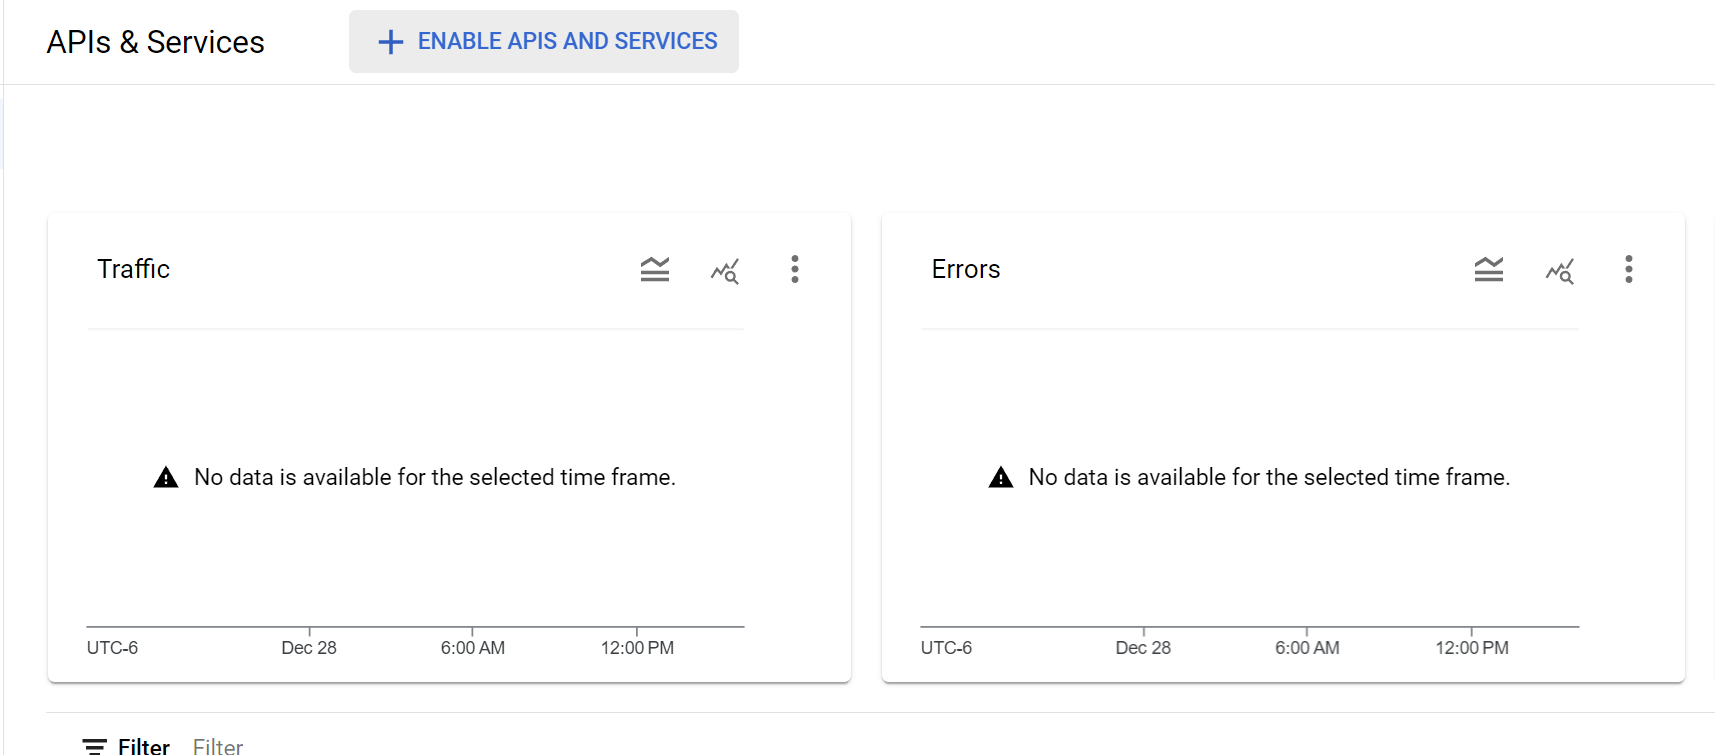 APIs & Services
ENABLE APIS AND SERVICES
Traffic
No data is available for the selected time frame.
UTC-6 Dec 28 6:00 AM 12:00 PM
Errors
No data is available for the selected time frame.
UTC-6 Dec 28 6:00 AM 12:00 PM
Filter Filter